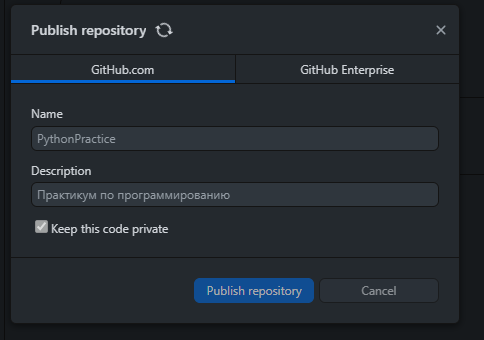 Publish repository
GitHub.com
GitHub Enterprise
Name
PythonPractice
Description
Практикум по программированию
Keep this code private
Publish repository
Cancel